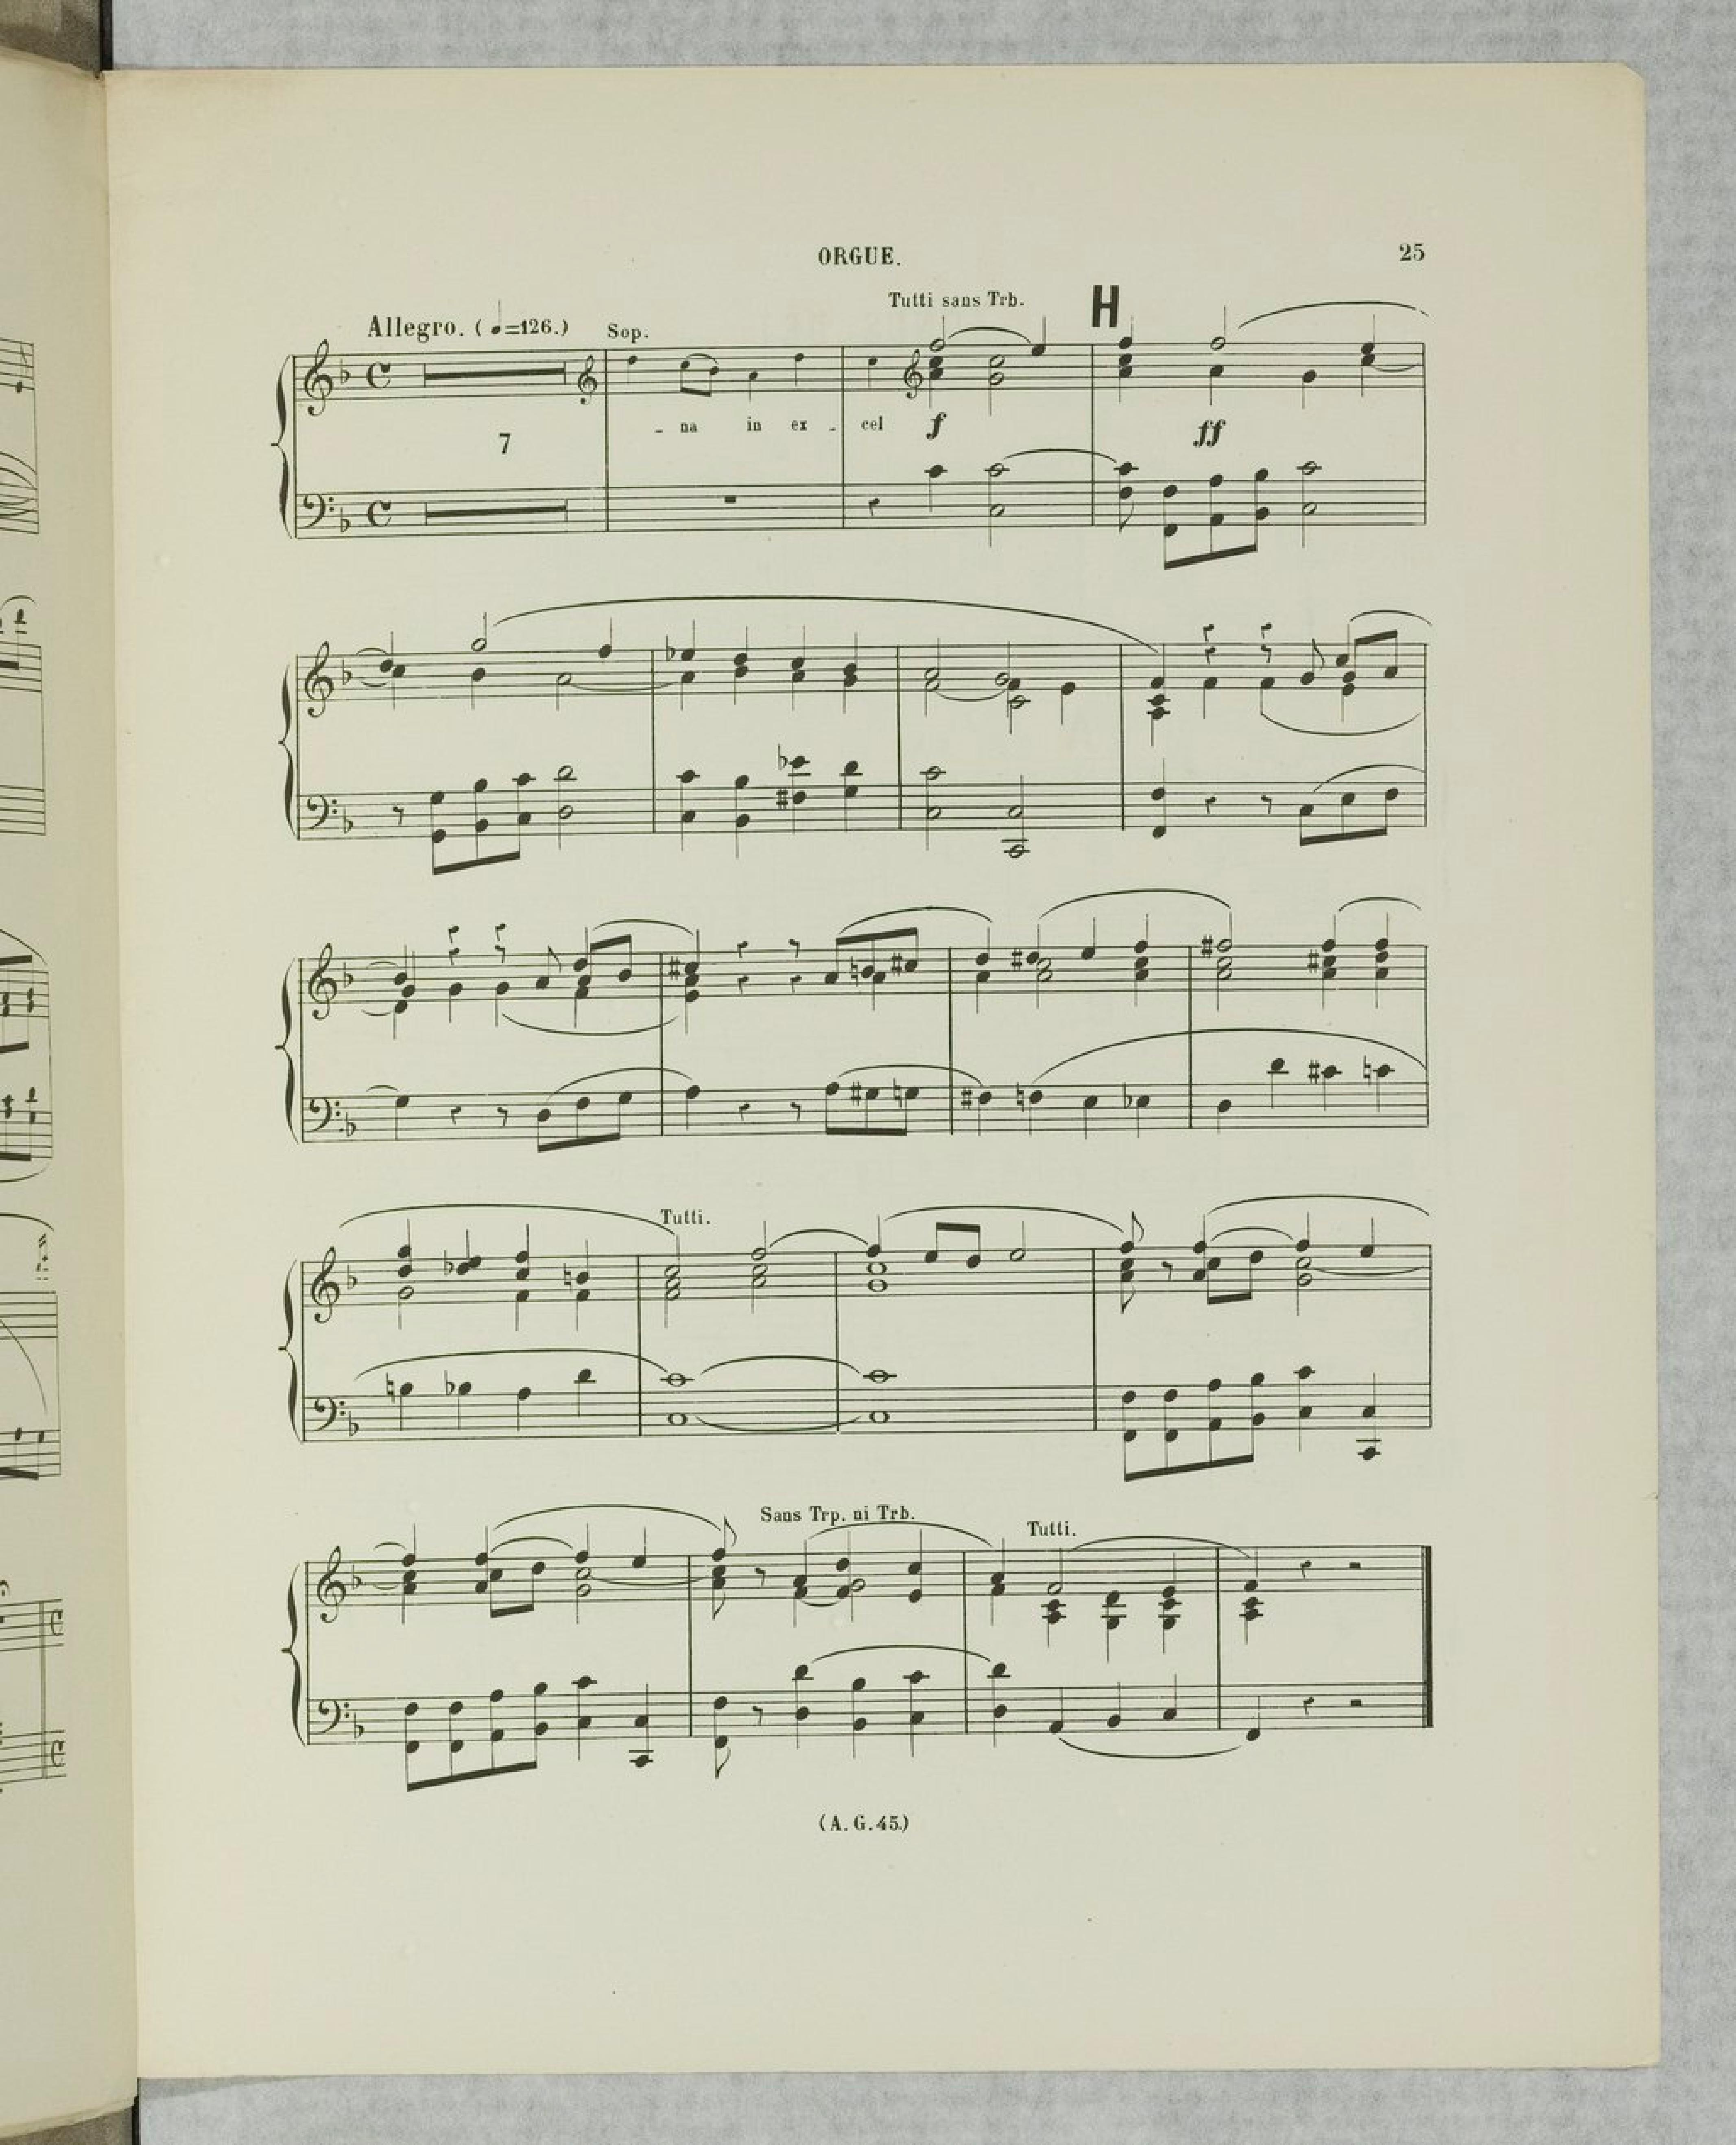 ORGUE.
25
Tutti sans Trb.
H
Allegro. (♩=126.) Sop.
_ na in ex _ cel f
7
ff
Tutti.
Sans Trp. ni Trb.
Tutti.
(A. G. 45.)